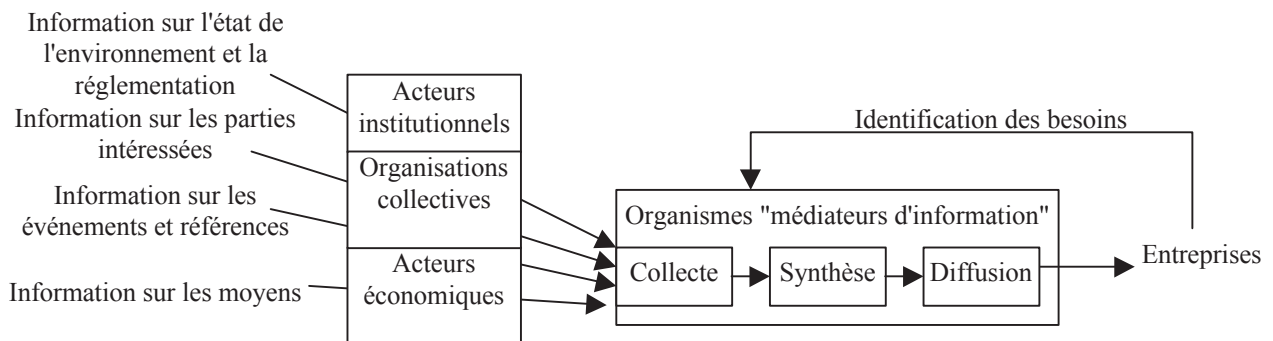 Information sur l'état de
l'environnement et la
réglementation
Information sur les parties
intéressées
Information sur les
événements et références
Information sur les moyens
Acteurs
institutionnels
Organisations
collectives
Acteurs
économiques
Identification des besoins
Organismes "médiateurs d'information"
Collecte
Synthèse
Diffusion
Entreprises